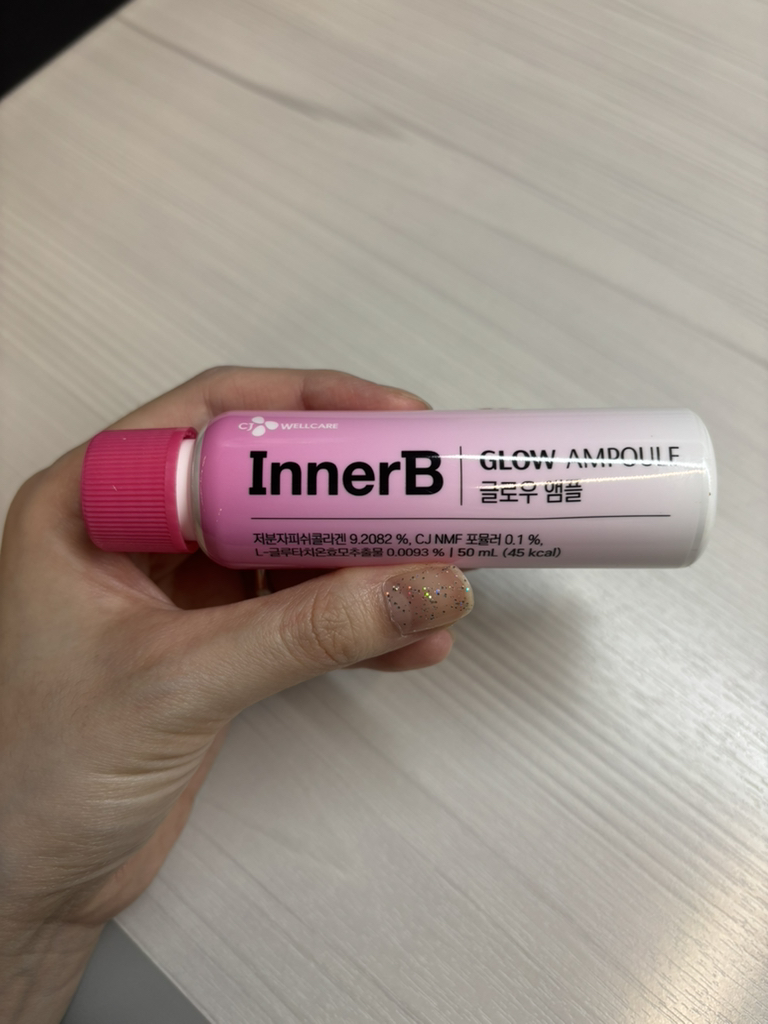 CJ WELLCARE
InnerB
GLOW AMPOULE
글로우 앰플
저분자피쉬콜라겐 9.2082 %, CJ NMF 포뮬러 0.1 %,
L-글루타치온효모추출물 0.0093 % | 50 mL (45 kcal)